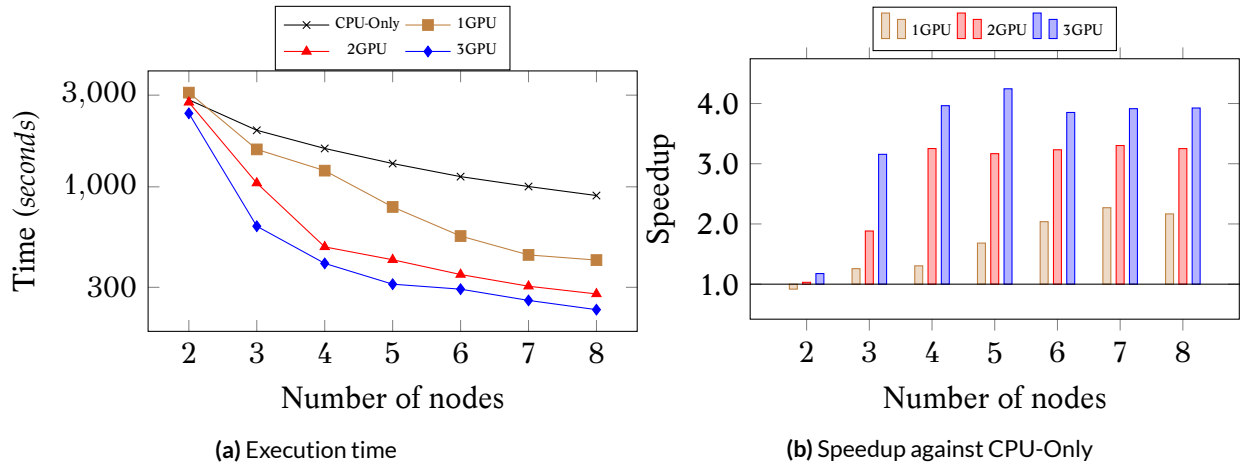 CPU-Only 1GPU
2GPU 3GPU
3,000
1,000
300
Time (seconds)
2 3 4 5 6 7 8
Number of nodes
(a) Execution time
1GPU 2GPU 3GPU
4.0
3.0
2.0
1.0
Speedup
2 3 4 5 6 7 8
Number of nodes
(b) Speedup against CPU-Only